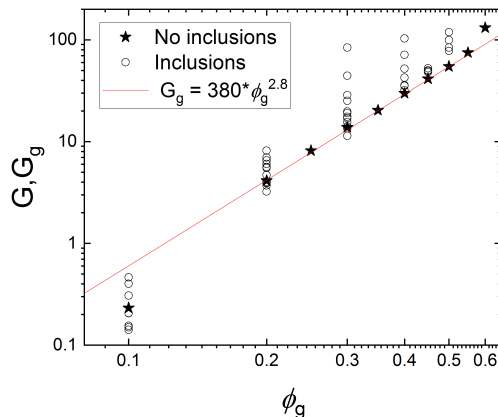 100
10
1
0.1
G,G_g
★ No inclusions
○ Inclusions
G_g = 380*ϕ_g^2.8
0.1 0.2 0.3 0.4 0.5 0.6
ϕ_g